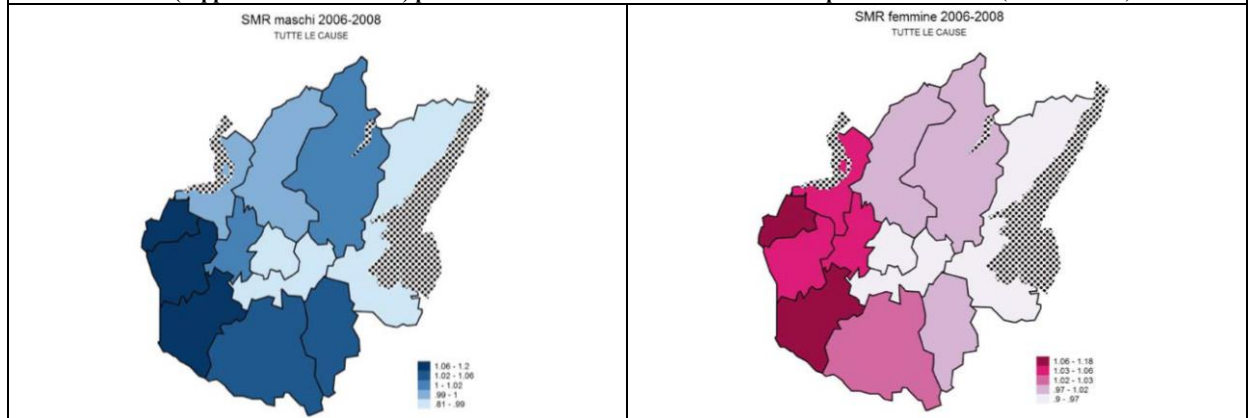 SMR maschi 2006-2008
TUTTE LE CAUSE
1.06 - 1.2
1.02 - 1.06
1 - 1.02
.99 - 1
.81 - .99
SMR femmine 2006-2008
TUTTE LE CAUSE
1.06 - 1.18
1.03 - 1.06
1.02 - 1.03
.97 - 1.02
.9 - .97